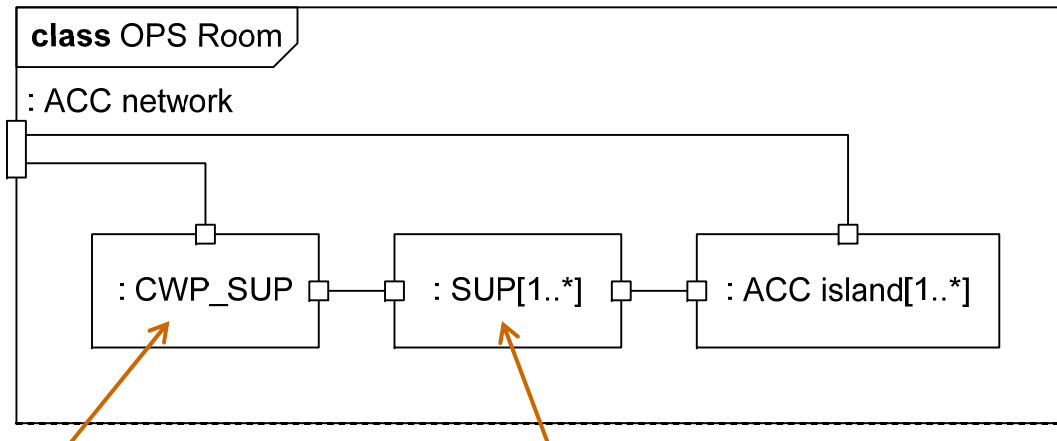 class OPS Room
: ACC network
: CWP_SUP
: SUP[1..*]
: ACC island[1..*]